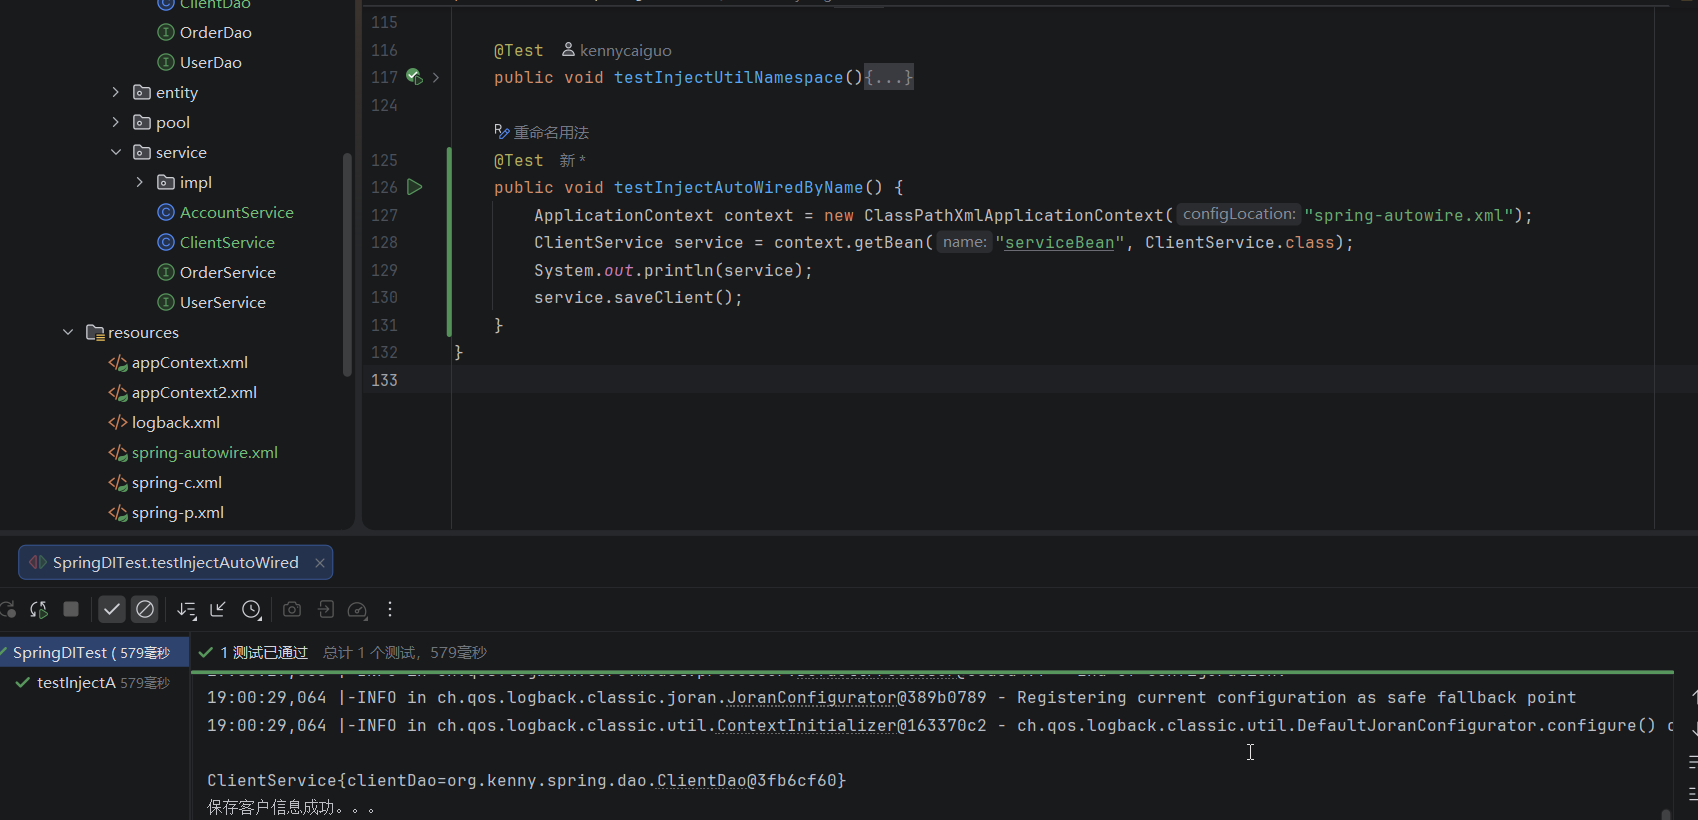 ClientDao
OrderDao
UserDao
entity
pool
service
impl
AccountService
ClientService
OrderService
UserService
resources
appContext.xml
appContext2.xml
logback.xml
spring-autowire.xml
spring-c.xml
spring-p.xml
115
116 @Test kennycaiguo
117 public void testInjectUtilNamespace(){...}
124
重命名用法
125 @Test 新 *
126 public void testInjectAutoWiredByName() {
127 ApplicationContext context = new ClassPathXmlApplicationContext( configLocation: "spring-autowire.xml");
128 ClientService service = context.getBean( name: "serviceBean", ClientService.class);
129 System.out.println(service);
130 service.saveClient();
131 }
132 }
133
SpringDITest.testInjectAutoWired ×
SpringDITest ( 579毫秒
testInjectA 579毫秒
1 测试已通过 总计 1 个测试, 579毫秒
19:00:29,064 |-INFO in ch.qos.logback.classic.joran.JoranConfigurator@389b0789 - Registering current configuration as safe fallback point
19:00:29,064 |-INFO in ch.qos.logback.classic.util.ContextInitializer@163370c2 - ch.qos.logback.classic.util.DefaultJoranConfigurator.configure()
ClientService{clientDao=org.kenny.spring.dao.ClientDao@3fb6cf60}
保存客户信息成功。。。